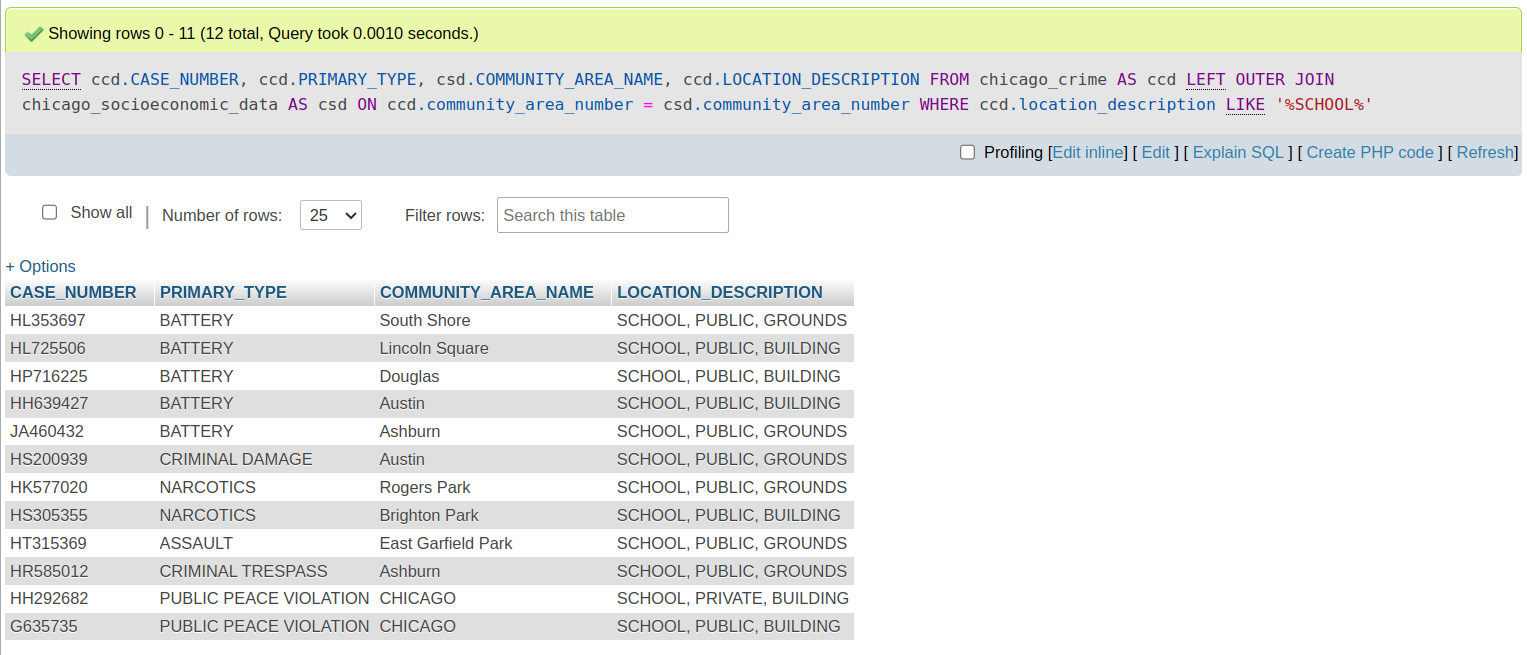 Showing rows 0 - 11 (12 total, Query took 0.0010 seconds.)
SELECT ccd.CASE_NUMBER, ccd.PRIMARY_TYPE, csd.COMMUNITY_AREA_NAME, ccd.LOCATION_DESCRIPTION FROM chicago_crime AS ccd LEFT OUTER JOIN
chicago_socioeconomic_data AS csd ON ccd.community_area_number = csd.community_area_number WHERE ccd.location_description LIKE '%SCHOOL%'
Profiling [Edit inline] [ Edit ] [ Explain SQL ] [ Create PHP code ] [ Refresh]
Show all | Number of rows: 25 Filter rows: Search this table
+ Options
CASE_NUMBER PRIMARY_TYPE COMMUNITY_AREA_NAME LOCATION_DESCRIPTION
HL353697 BATTERY South Shore SCHOOL, PUBLIC, GROUNDS
HL725506 BATTERY Lincoln Square SCHOOL, PUBLIC, BUILDING
HP716225 BATTERY Douglas SCHOOL, PUBLIC, BUILDING
HH639427 BATTERY Austin SCHOOL, PUBLIC, BUILDING
JA460432 BATTERY Ashburn SCHOOL, PUBLIC, GROUNDS
HS200939 CRIMINAL DAMAGE Austin SCHOOL, PUBLIC, GROUNDS
HK577020 NARCOTICS Rogers Park SCHOOL, PUBLIC, GROUNDS
HS305355 NARCOTICS Brighton Park SCHOOL, PUBLIC, BUILDING
HT315369 ASSAULT East Garfield Park SCHOOL, PUBLIC, GROUNDS
HR585012 CRIMINAL TRESPASS Ashburn SCHOOL, PUBLIC, GROUNDS
HH292682 PUBLIC PEACE VIOLATION CHICAGO SCHOOL, PRIVATE, BUILDING
G635735 PUBLIC PEACE VIOLATION CHICAGO SCHOOL, PUBLIC, BUILDING